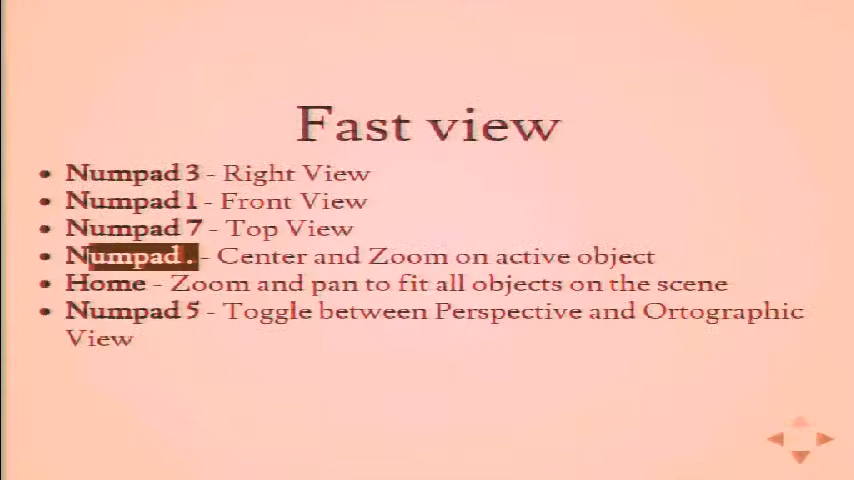 Fast view
• Numpad 3 - Right View
• Numpad 1 - Front View
• Numpad 7 - Top View
• Numpad . - Center and Zoom on active object
• Home - Zoom and pan to fit all objects on the scene
• Numpad 5 - Toggle between Perspective and Ortographic
View